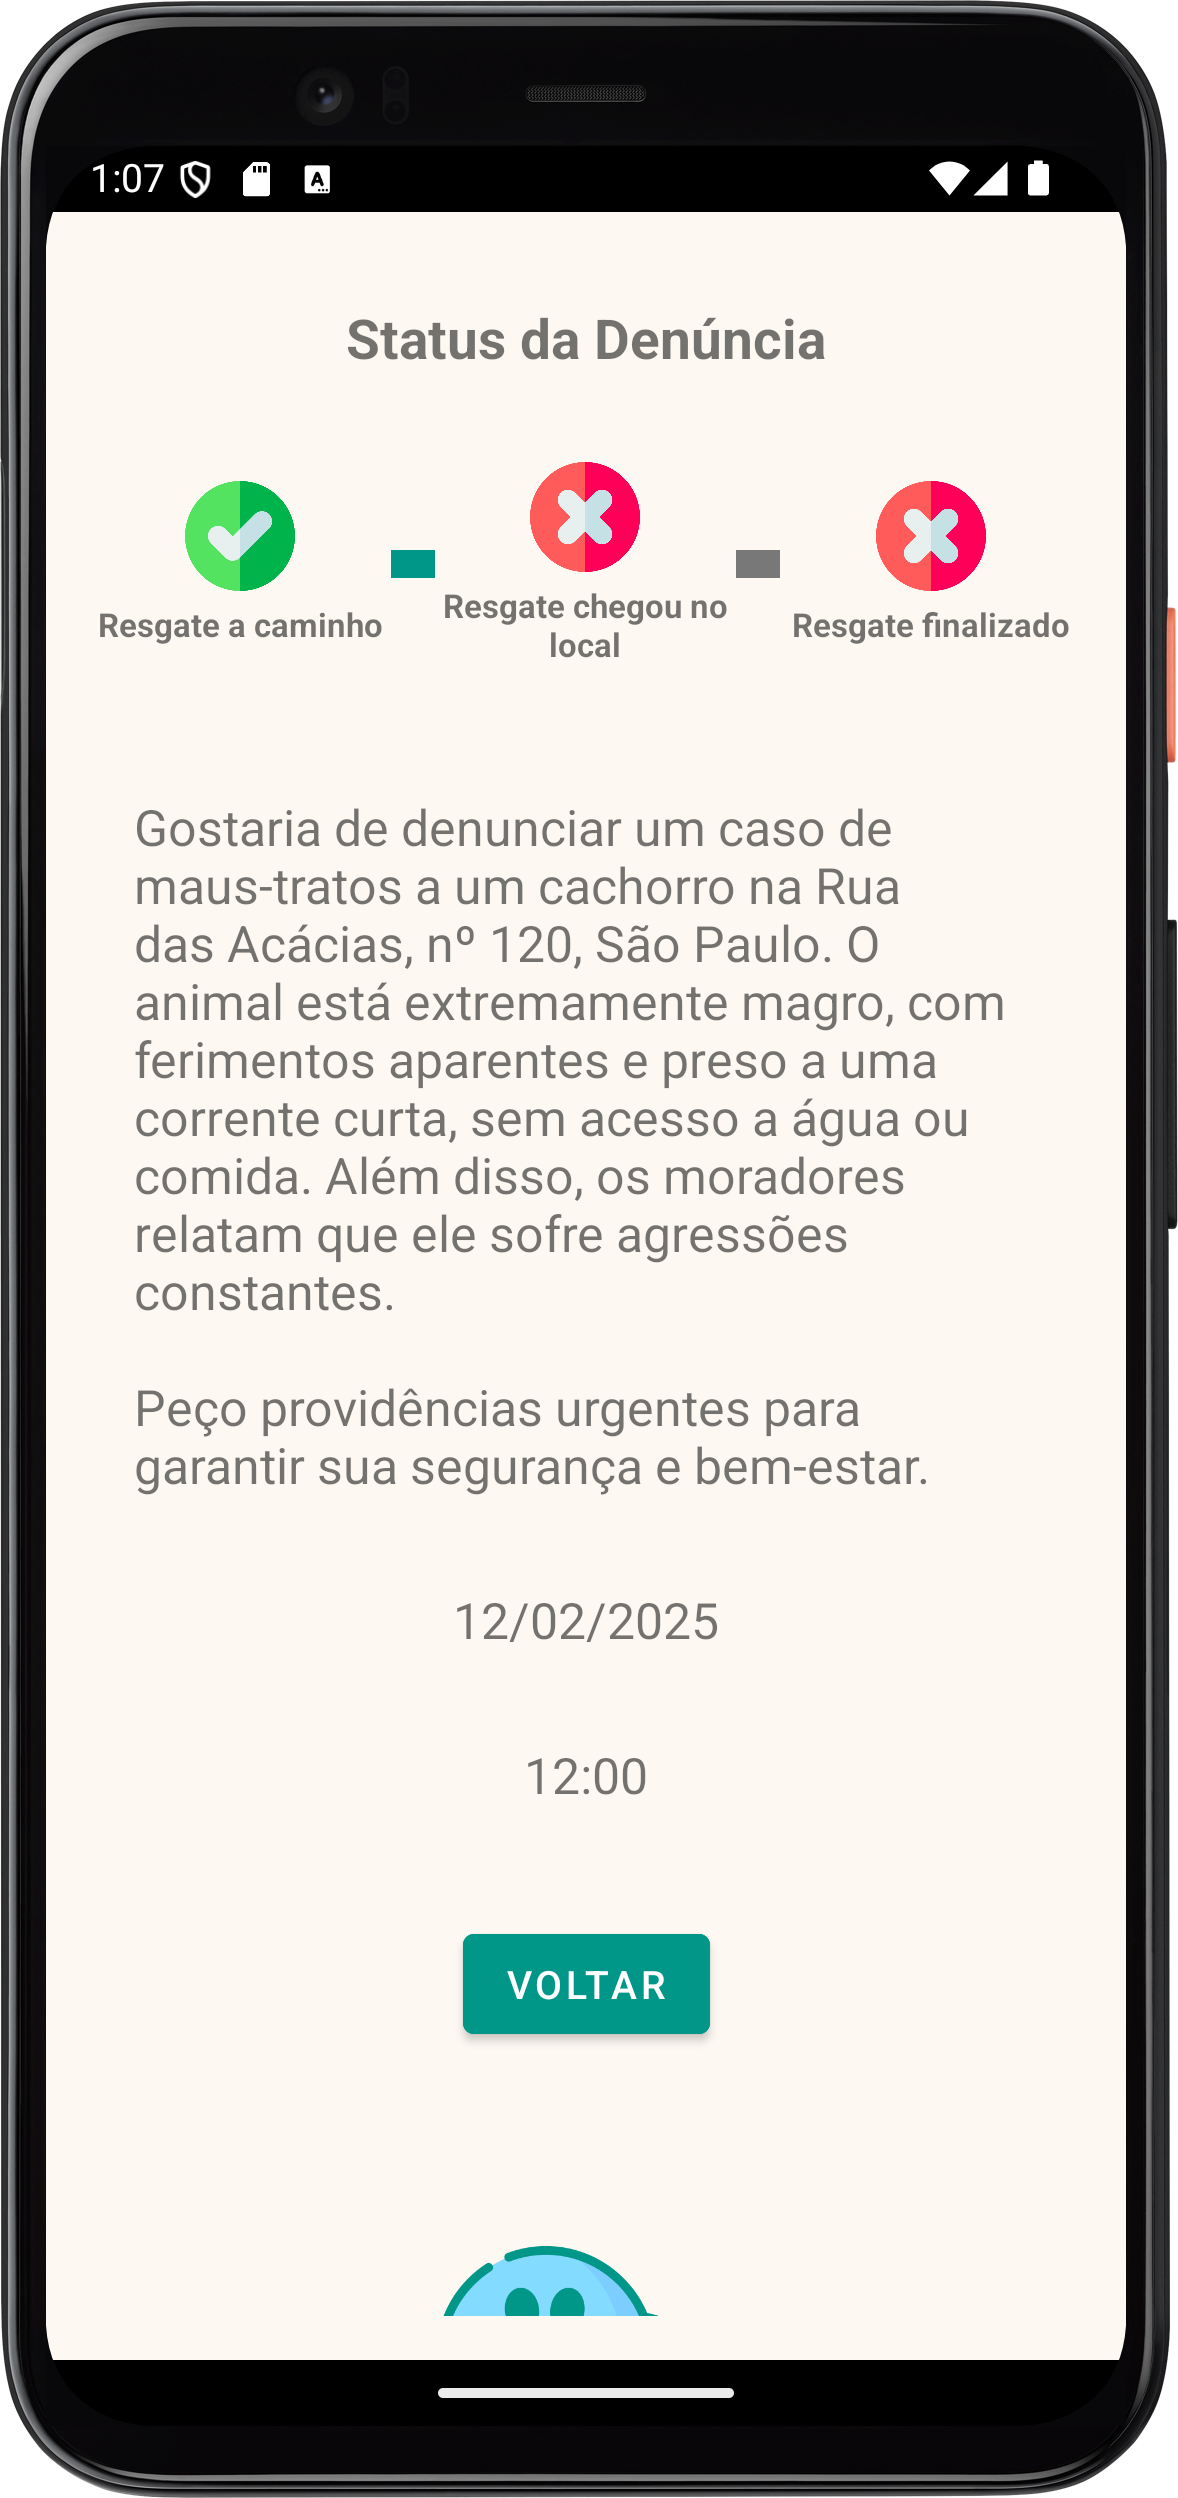 1:07
Status da Denúncia
Resgate a caminho
Resgate chegou no
local
Resgate finalizado
Gostaria de denunciar um caso de
maus-tratos a um cachorro na Rua
das Acácias, nº 120, São Paulo. O
animal está extremamente magro, com
ferimentos aparentes e preso a uma
corrente curta, sem acesso a água ou
comida. Além disso, os moradores
relatam que ele sofre agressões
constantes.
Peço providências urgentes para
garantir sua segurança e bem-estar.
12/02/2025
12:00
VOLTAR